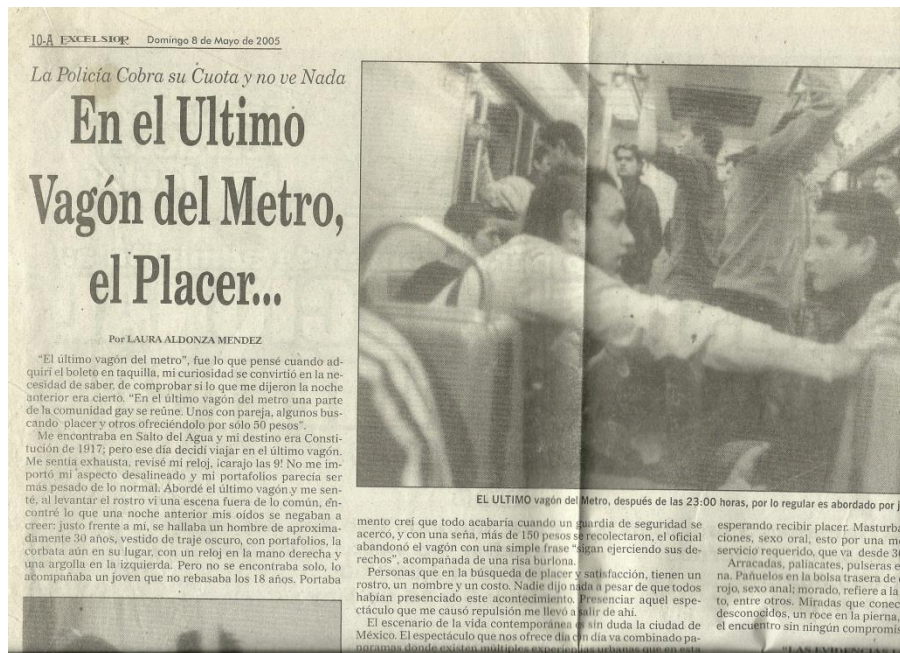 10-A EXCELSIOR Domingo 8 de Mayo de 2005
La Policía Cobra su Cuota y no ve Nada
En el Ultimo
Vagón del Metro,
el Placer...
Por LAURA ALDONZA MENDEZ
"El último vagón del metro", fue lo que pensé cuando ad-
quirí el boleto en taquilla, mi curiosidad se convirtió en la ne-
cesidad de saber, de comprobar si lo que me dijeron la noche
anterior era cierto. "En el último vagón del metro una parte
de la comunidad gay se reúne. Unos con pareja, algunos bus-
cando placer y otros ofreciéndolo por sólo 50 pesos".
Me encontraba en Salto del Agua y mi destino era Consti-
tución de 1917; pero ese día decidí viajar en el último vagón.
Me sentía exhausta, revisé mi reloj, ¡carajo las 9! No me im-
portó mi aspecto desalineado y mi portafolios parecía ser
más pesado de lo normal. Abordé el último vagón y me sen-
té, al levantar el rostro vi una escena fuera de lo común, en-
contré lo que una noche anterior mis oídos se negaban a
creer: justo frente a mí, se hallaba un hombre de aproxima-
damente 30 años, vestido de traje oscuro, con portafolios, la
corbata aún en su lugar, con un reloj en la mano derecha y
una argolla en la izquierda. Pero no se encontraba solo, lo
acompañaba un joven que no rebasaba los 18 años. Portaba
EL ULTIMO vagón del Metro, después de las 23:00 horas, por lo regular es abordado por j
mento creí que todo acabaría cuando un guardia de seguridad se
acercó, y con una seña, más de 150 pesos se recolectaron, el oficial
abandonó el vagón con una simple frase "sigan ejerciendo sus de-
rechos", acompañada de una risa burlona.
Personas que en la búsqueda de placer y satisfacción, tienen un
rostro, un nombre y un costo. Nadie dijo nada a pesar de que todos
habían presenciado este acontecimiento. Presenciar aquel espe-
ctáculo que me causó repulsión me llevó a salir de ahí.
El escenario de la vida contemporánea es sin duda la ciudad de
México. El espectáculo que nos ofrece día con día va combinado pa-
noramas donde existen múltiples experiencias urbanas que en esta
esperando recibir placer. Masturba
ciones, sexo oral, esto por una m
servicio requerido, que va desde 3
Arracadas, paliacates, pulseras e
na. Pañuelos en la bolsa trasera de
rojo, sexo anal; morado, refiere a la
to, entre otros. Miradas que conec
desconocidos, un roce en la pierna,
el encuentro sin ningún compromis
"LAS EVIDENCIAS